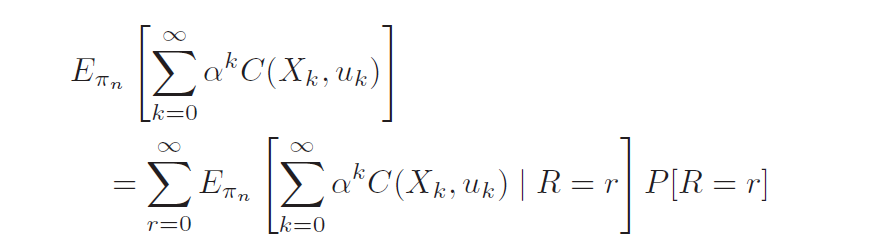 $E_{\pi_n}\left[\sum_{k=0}^{\infty} \alpha^k C(X_k, u_k)\right]$
$= \sum_{r=0}^{\infty} E_{\pi_n}\left[\sum_{k=0}^{\infty} \alpha^k C(X_k, u_k) \mid R = r\right] P[R = r]$